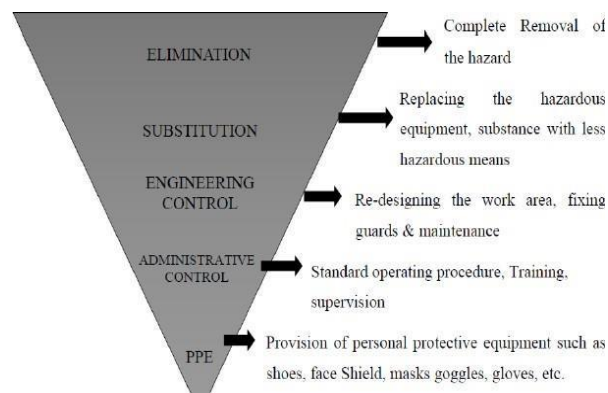 ELIMINATION
Complete Removal of
the hazard
SUBSTITUTION
Replacing the hazardous
equipment, substance with less
hazardous means
ENGINEERING
CONTROL
Re-designing the work area, fixing
guards & maintenance
ADMINISTRATIVE
CONTROL
Standard operating procedure, Training,
supervision
PPE
Provision of personal protective equipment such as
shoes, face Shield, masks goggles, gloves, etc.